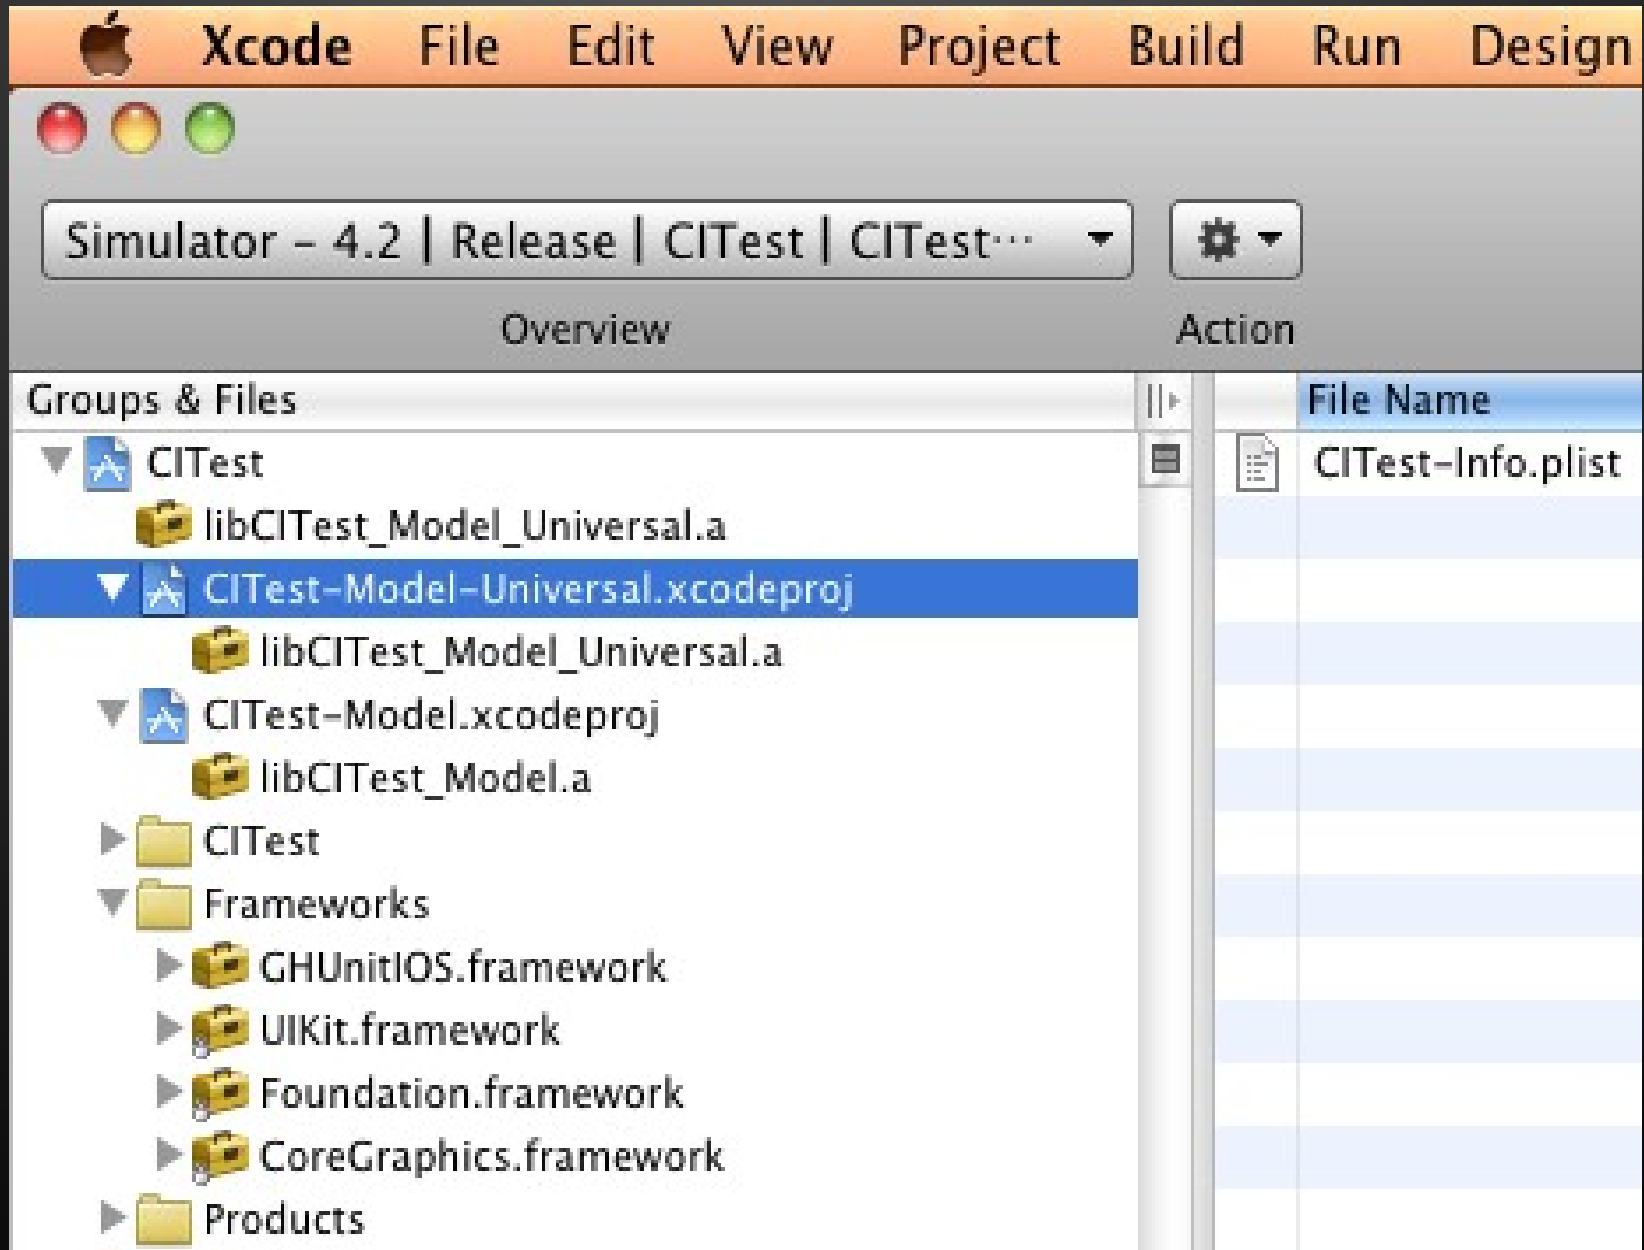 Xcode File Edit View Project Build Run Design
Simulator – 4.2 | Release | CITest | CITest···
Overview Action
Groups & Files
File Name
CITest
CITest–Info.plist
libCITest_Model_Universal.a
CITest–Model–Universal.xcodeproj
libCITest_Model_Universal.a
CITest–Model.xcodeproj
libCITest_Model.a
CITest
Frameworks
GHUnitIOS.framework
UIKit.framework
Foundation.framework
CoreGraphics.framework
Products